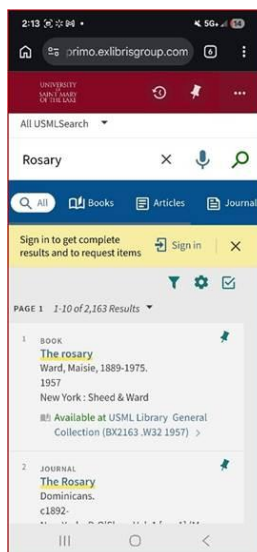 2:13
5G+
14
primo.exlibrisgroup.com
6
UNIVERSITY
OF
SAINT MARY
OF THE LAKE
All USMLSearch
Rosary
All
Books
Articles
Journal
Sign in to get complete
results and to request items
Sign in
PAGE 1 1-10 of 2,163 Results
1 BOOK
The rosary
Ward, Maisie, 1889-1975.
1957
New York : Sheed & Ward
Available at USML Library General
Collection (BX2163 .W32 1957) >
2 JOURNAL
The Rosary
Dominicans.
c1892-